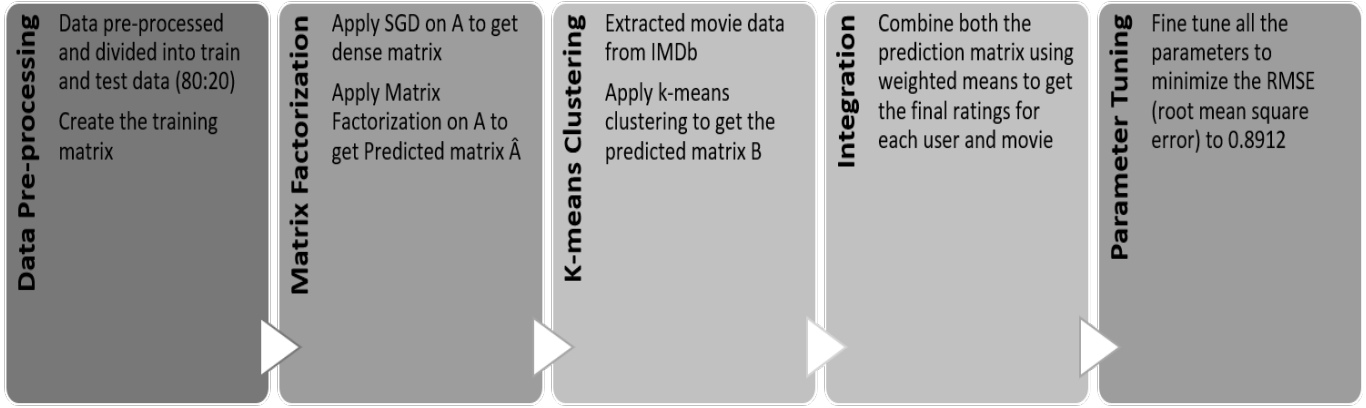 Data Pre-processing
Data pre-processed
and divided into train
and test data (80:20)
Create the training
matrix
Matrix Factorization
Apply SGD on A to get
dense matrix
Apply Matrix
Factorization on A to
get Predicted matrix Â
K-means Clustering
Extracted movie data
from IMDb
Apply k-means
clustering to get the
predicted matrix B
Integration
Combine both the
prediction matrix using
weighted means to get
the final ratings for
each user and movie
Parameter Tuning
Fine tune all the
parameters to
minimize the RMSE
(root mean square
error) to 0.8912